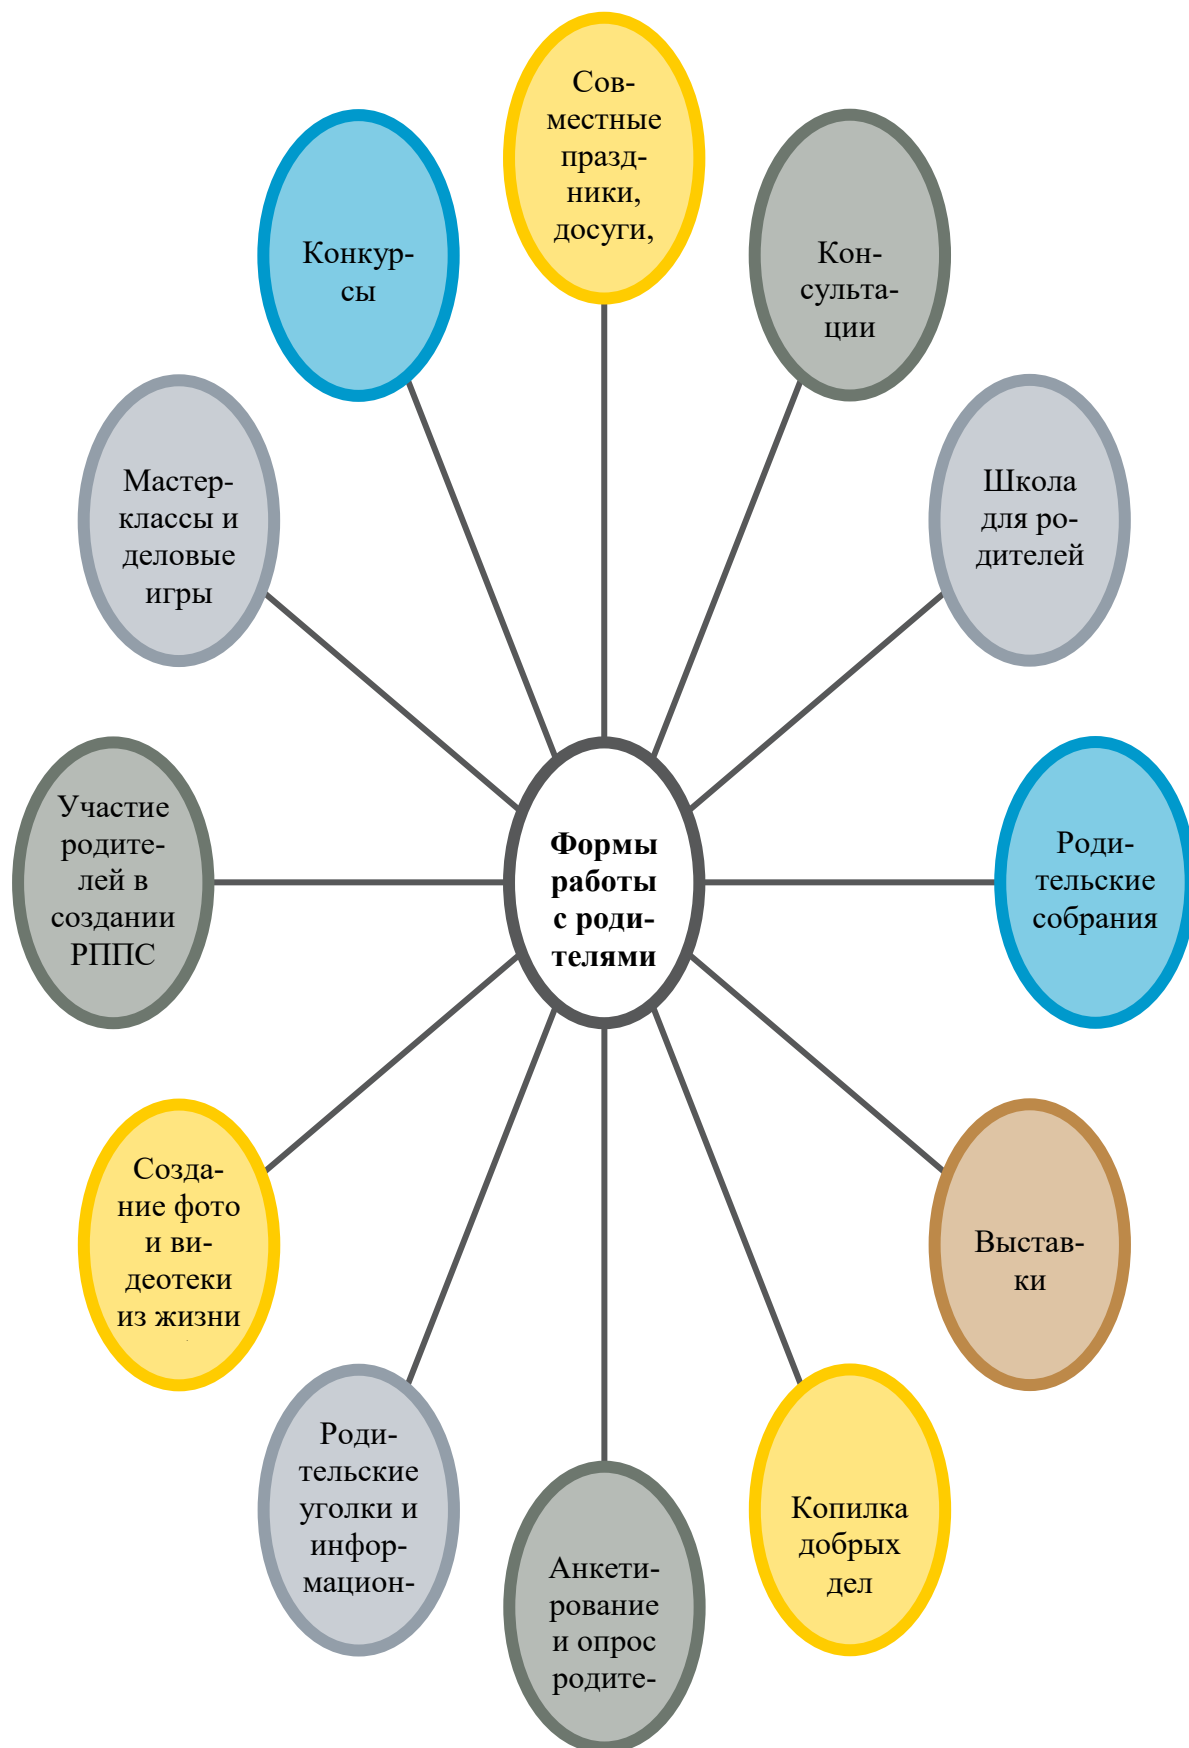 Сов-
местные
празд-
ники,
досуги,
Кон-
сульта-
ции
Школа
для ро-
дителей
Роди-
тельские
собрания
Выстав-
ки
Копилка
добрых
дел
Анкети-
рование
и опрос
родите-
Роди-
тельские
уголки и
инфор-
мацион-
Созда-
ние фото
и ви-
деотеки
из жизни
Участие
родите-
лей в
создании
РППС
Мастер-
классы и
деловые
игры
Конкур-
сы
Формы
работы
с роди-
телями